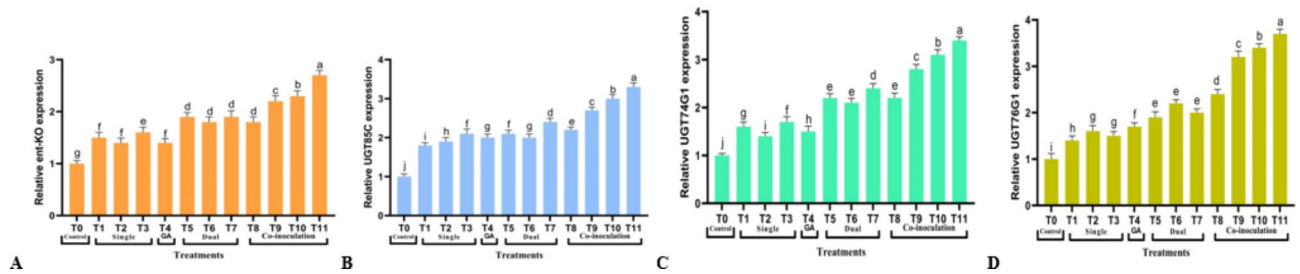 Relative ent-KO expression
3
2
1
0
g
f
f
e
f
d
d
d
d
c
b
a
T0 T1 T2 T3 T4 T5 T6 T7 T8 T9 T10 T11
Control Single GA Dual Co-inoculation
Treatments
A
Relative UGT85C expression
4
3
2
1
0
j
i
h
f
g
f
g
d
e
c
b
a
T0 T1 T2 T3 T4 T5 T6 T7 T8 T9 T10 T11
Control Single GA Dual Co-inoculation
Treatments
B
Relative UGT74G1 expression
4
3
2
1
0
j
g
i
f
h
e
e
d
e
c
b
a
T0 T1 T2 T3 T4 T5 T6 T7 T8 T9 T10 T11
Control Single GA Dual Co-inoculation
Treatments
C
Relative UGT76G1 expression
4
3
2
1
0
i
h
g
g
f
e
e
e
d
c
b
a
T0 T1 T2 T3 T4 T5 T6 T7 T8 T9 T10 T11
Control Single GA Dual Co-inoculation
Treatments
D